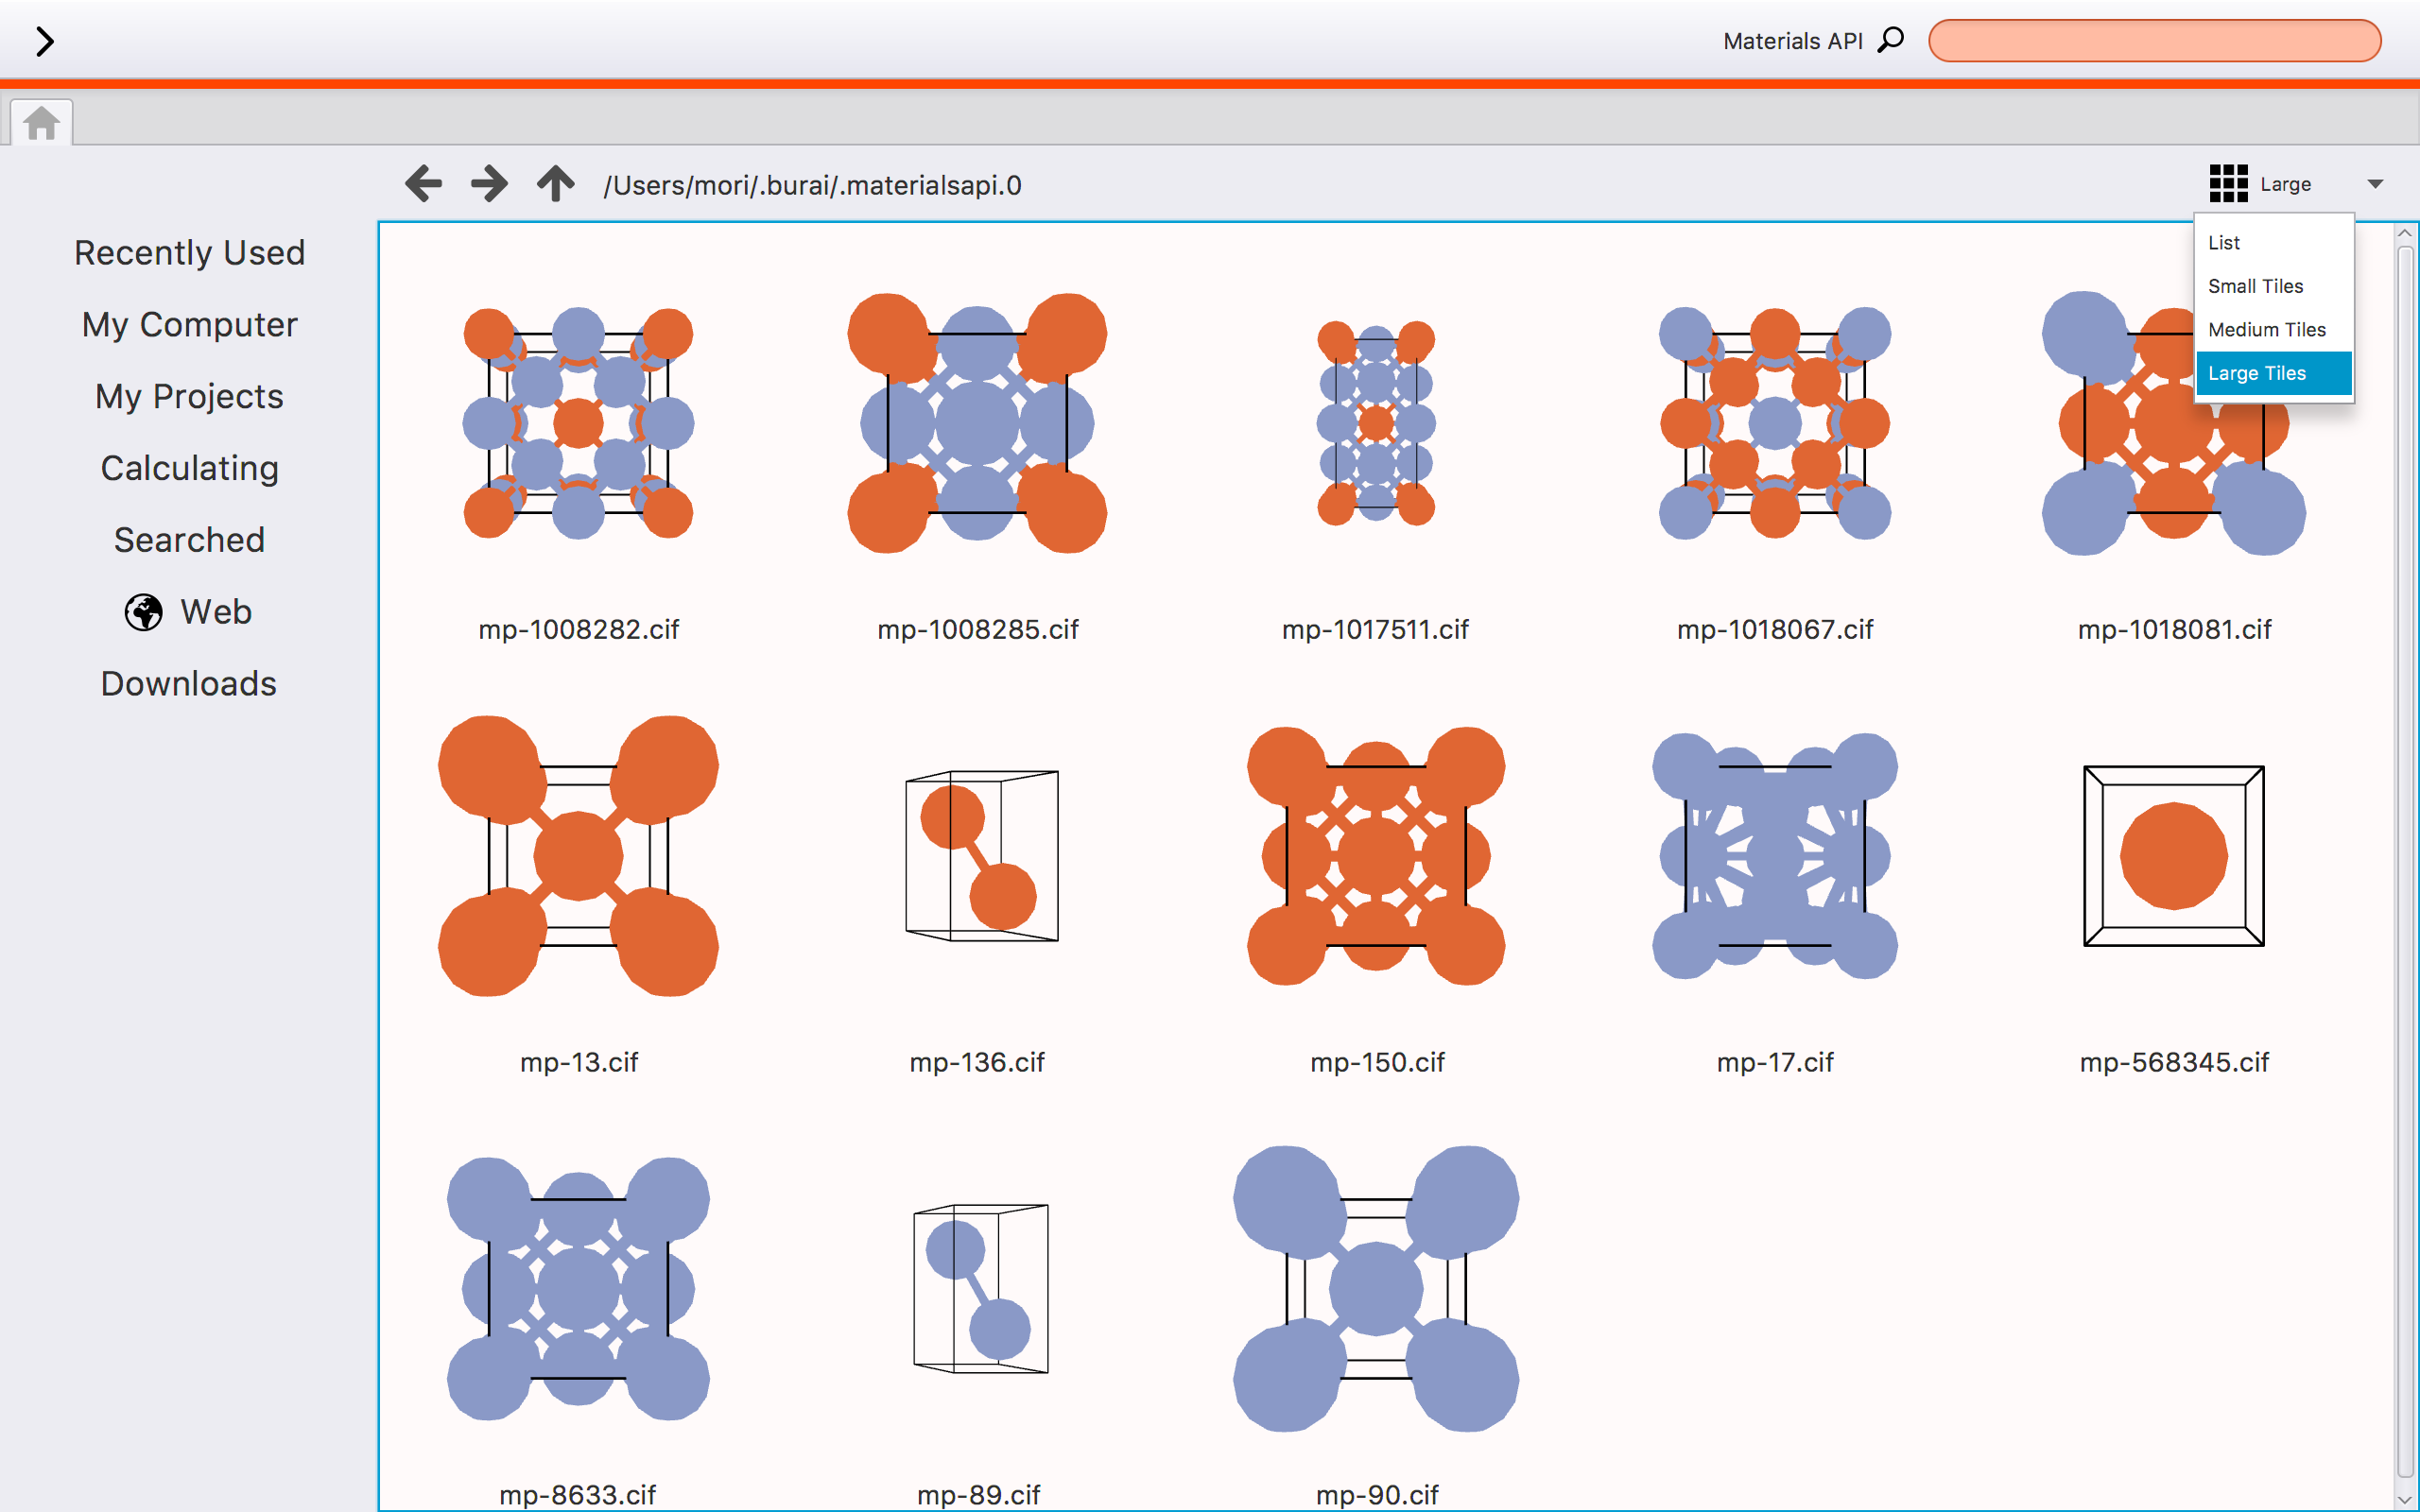 Materials API
/Users/mori/.burai/.materialsapi.0
Large
List
Small Tiles
Medium Tiles
Large Tiles
Recently Used
My Computer
My Projects
Calculating
Searched
Web
Downloads
mp-1008282.cif
mp-1008285.cif
mp-1017511.cif
mp-1018067.cif
mp-1018081.cif
mp-13.cif
mp-136.cif
mp-150.cif
mp-17.cif
mp-568345.cif
mp-8633.cif
mp-89.cif
mp-90.cif